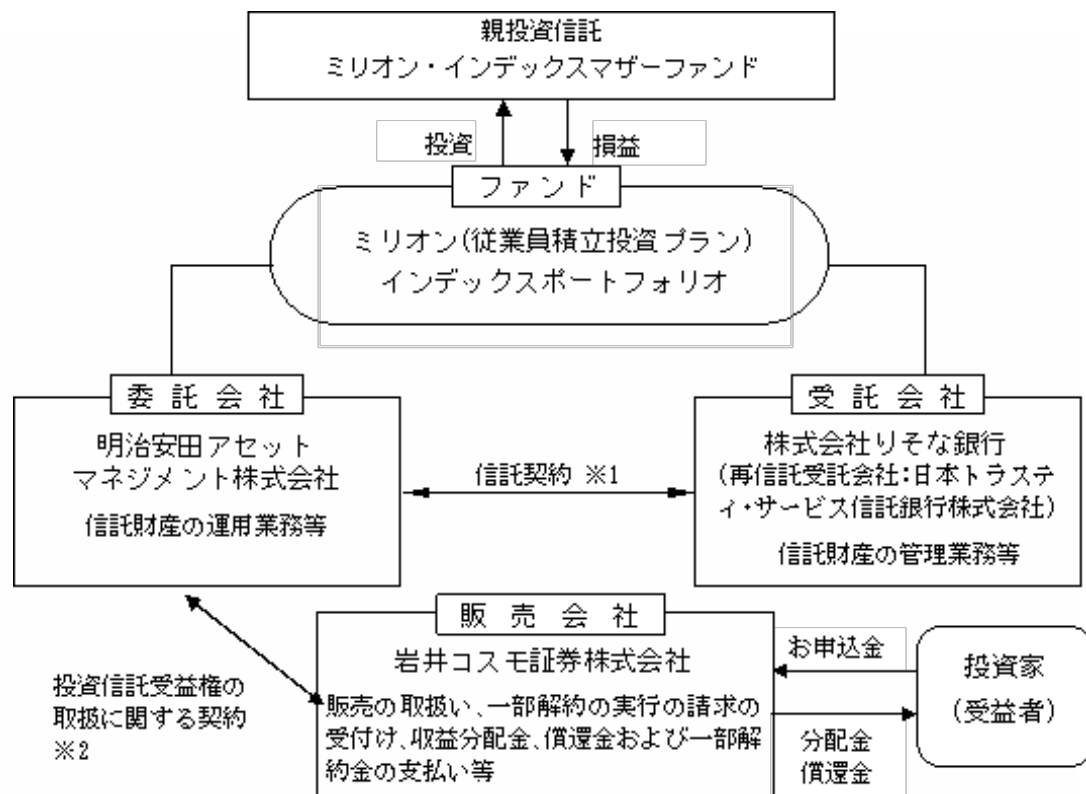 親投資信託
ミリオン・インデックスマザーファンド
投資
損益
ファンド
ミリオン(従業員積立投資プラン)
インデックスポートフォリオ
委託会社
明治安田アセット
マネジメント株式会社
信託財産の運用業務等
信託契約 ※1
受託会社
株式会社りそな銀行
(再信託受託会社:日本トラステ
ィ・サービス信託銀行株式会社)
信託財産の管理業務等
投資信託受益権の
取扱に関する契約
※2
販売会社
岩井コスモ証券株式会社
販売の取扱い、一部解約の実行の請求の
受付け、収益分配金、償還金および一部解
約金の支払い等
お申込金
分配金
償還金
投資家
(受益者)